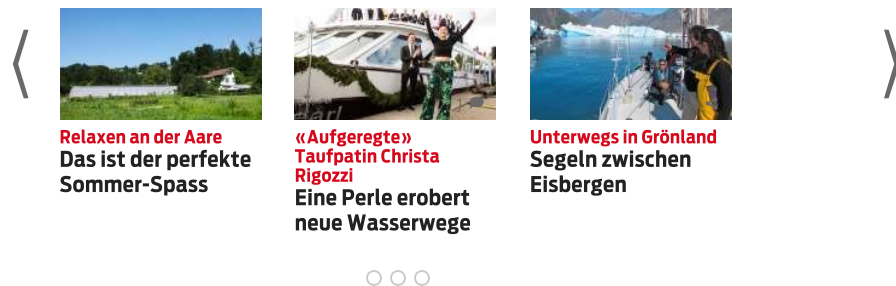 Relaxen an der Aare
Das ist der perfekte
Sommer-Spass
«Aufgeregte»
Taufpatin Christa
Rigozzi
Eine Perle erobert
neue Wasserwege
Unterwegs in Grönland
Segeln zwischen
Eisbergen